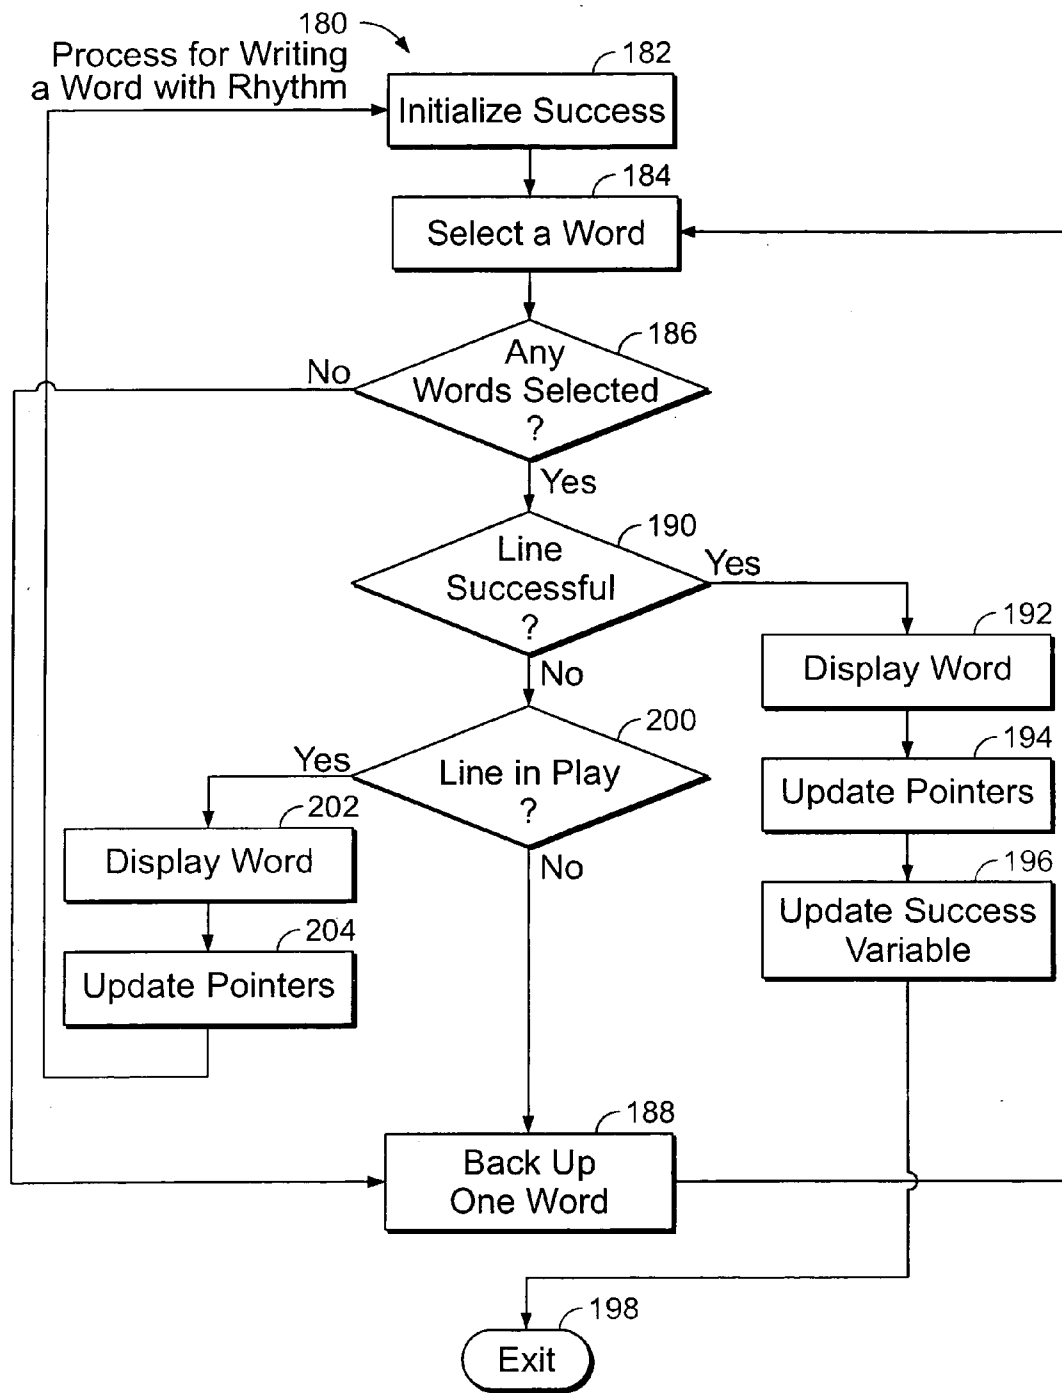 180
Process for Writing
a Word with Rhythm
182
Initialize Success
184
Select a Word
186
Any
Words Selected
?
No
Yes
190
Line
Successful
?
Yes
No
192
Display Word
194
Update Pointers
196
Update Success
Variable
200
Line in Play
?
Yes
No
202
Display Word
204
Update Pointers
188
Back Up
One Word
198
Exit